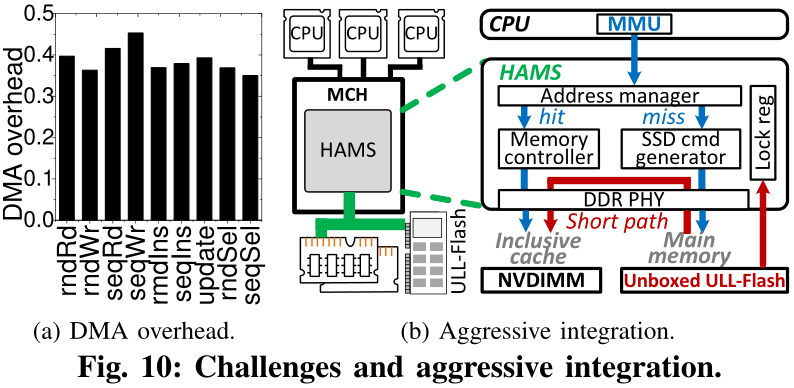 DMA overhead
0.5
0.4
0.3
0.2
0.1
0.0
rndRd
rndWr
seqRd
seqWr
rmdIns
seqIns
update
rndSel
seqSel
(a) DMA overhead.
CPU
CPU
CPU
MCH
HAMS
ULL-Flash
CPU
MMU
HAMS
Address manager
hit
miss
Memory
controller
SSD cmd
generator
Lock reg
DDR PHY
Short path
Inclusive
cache
Main
memory
NVDIMM
Unboxed ULL-Flash
(b) Aggressive integration.
Fig. 10: Challenges and aggressive integration.